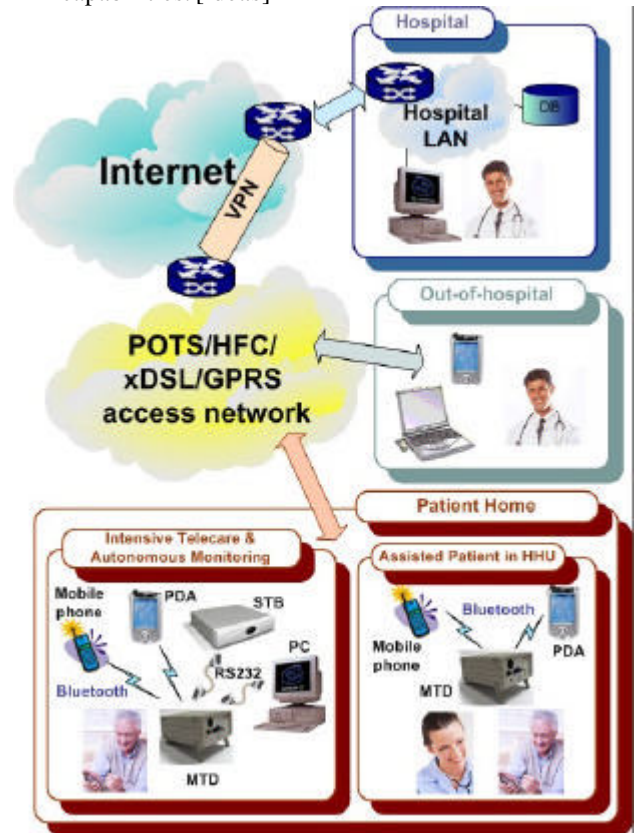 Hospital
Hospital
LAN
DB
Internet
VPN
Out-of-hospital
POTS/HFC/
xDSL/GPRS
access network
Patient Home
Intensive Telecare &
Autonomous Monitoring
Mobile
phone
PDA
STB
PC
RS232
Bluetooth
MTD
Assisted Patient in HHU
Mobile
phone
Bluetooth
PDA
MTD